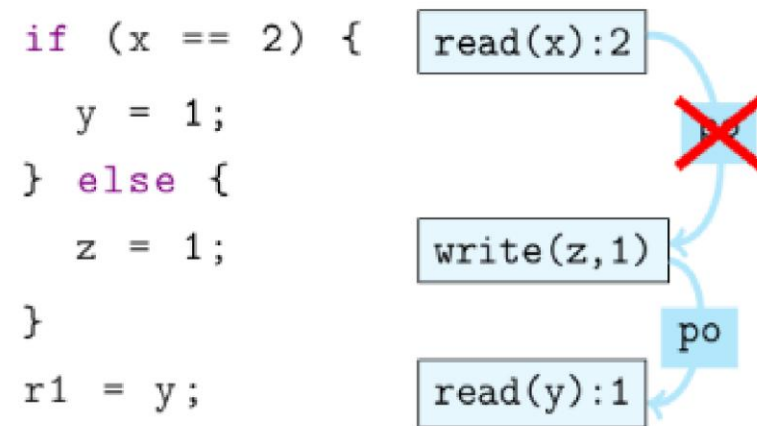 if (x == 2) { read(x):2
y = 1;
} else {
z = 1; write(z,1)
}
po
r1 = y; read(y):1